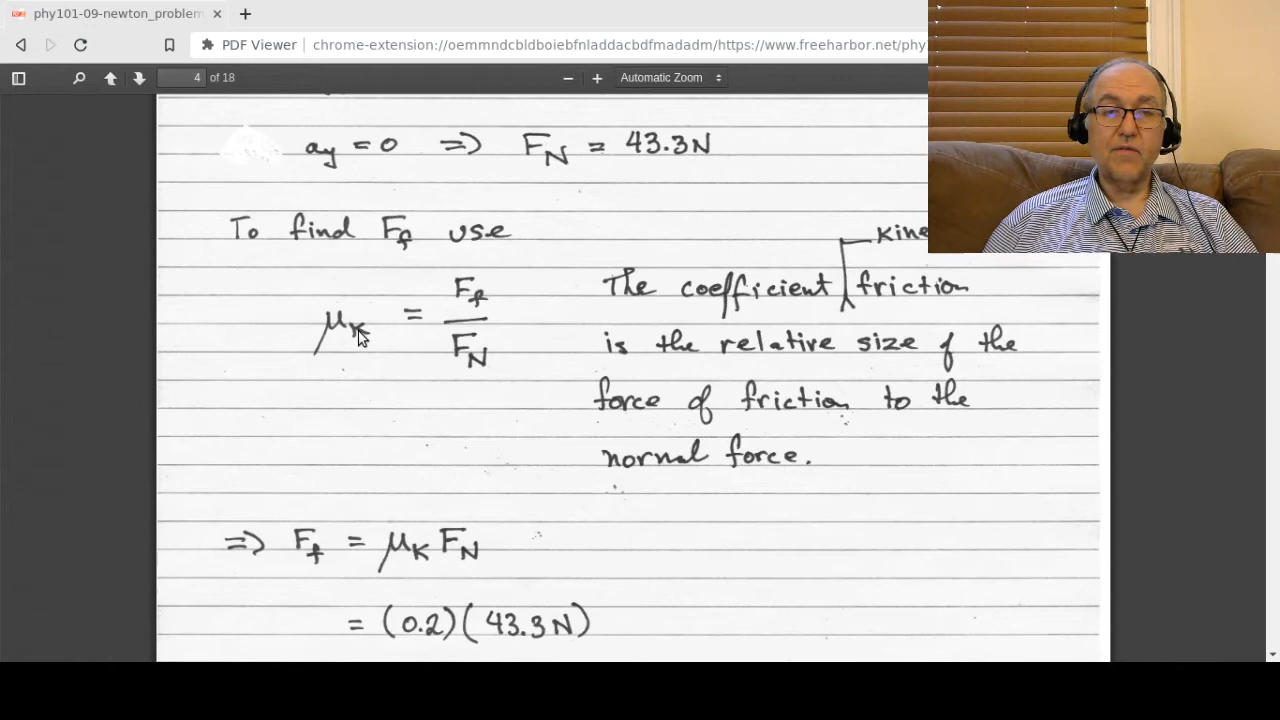 phy101-09-newton_problem
PDF Viewer chrome-extension://oemmndcbldboiebfnladdacbdfmadadm/https://www.freeharbor.net/phy
4 of 18 Automatic Zoom
ay = 0 => FN = 43.3N
To find Ff use
kine
μK = Ff / FN
The coefficient friction
is the relative size of the
force of friction to the
normal force.
=> Ff = μK FN
= (0.2)(43.3N)